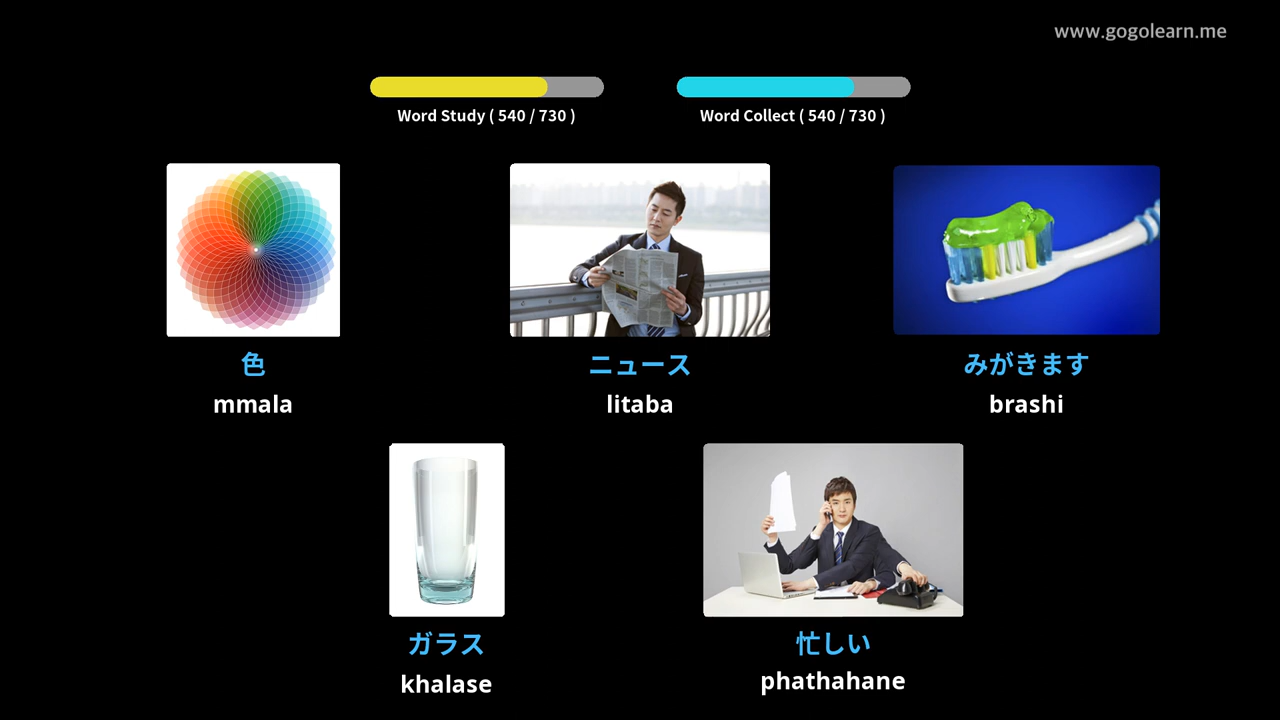 www.gogolearn.me
Word Study ( 540 / 730 )
Word Collect ( 540 / 730 )
色
ニュース
みがきます
mmala
litaba
brashi
ガラス
忙しい
khalase
phathahane